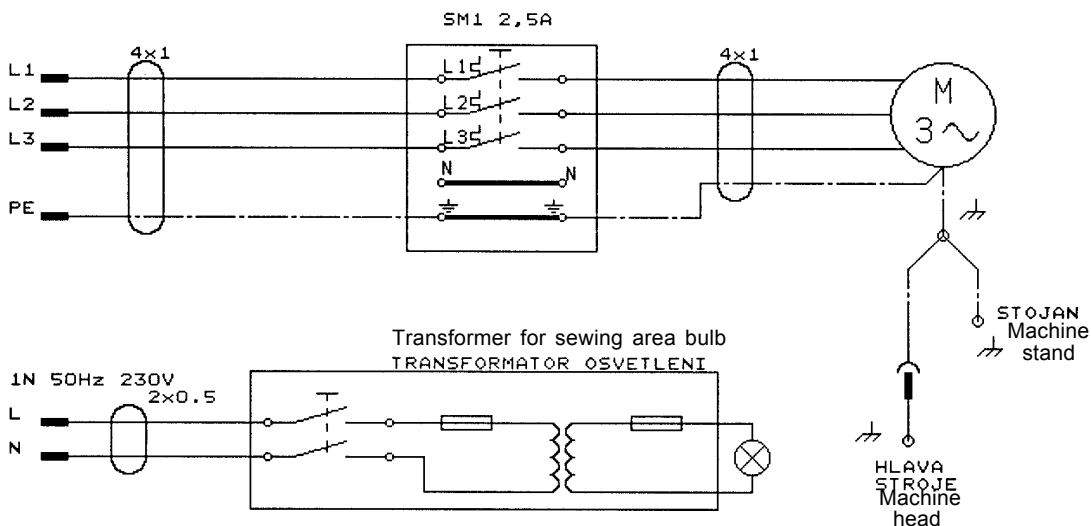 SM1 2,5A
4x1
4x1
L1
L1
L2
L2
L3
L3
M
3~
N
N
PE
STOJAN
Machine
stand
Transformer for sewing area bulb
TRANSFORMATOR OSVETLENI
1N 50Hz 230V
2x0.5
L
N
HLAVA
STROJE
Machine
head